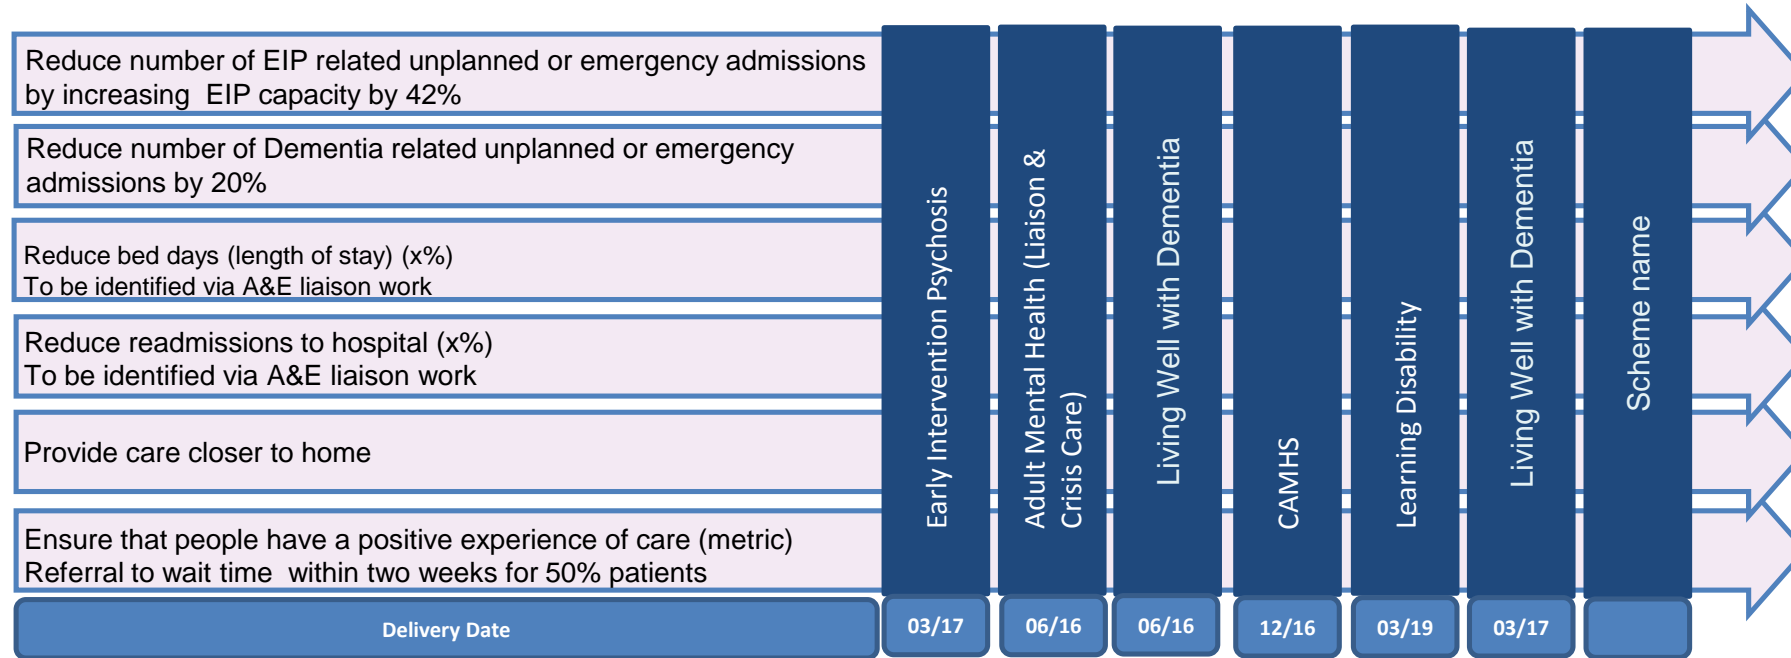 Reduce number of EIP related unplanned or emergency admissions
by increasing EIP capacity by 42%
Reduce number of Dementia related unplanned or emergency
admissions by 20%
Reduce bed days (length of stay) (x%)
To be identified via A&E liaison work
Reduce readmissions to hospital (x%)
To be identified via A&E liaison work
Provide care closer to home
Ensure that people have a positive experience of care (metric)
Referral to wait time within two weeks for 50% patients
Early Intervention Psychosis
Adult Mental Health (Liaison &
Crisis Care)
Living Well with Dementia
CAMHS
Learning Disability
Living Well with Dementia
Scheme name
Delivery Date
03/17
06/16
06/16
12/16
03/19
03/17